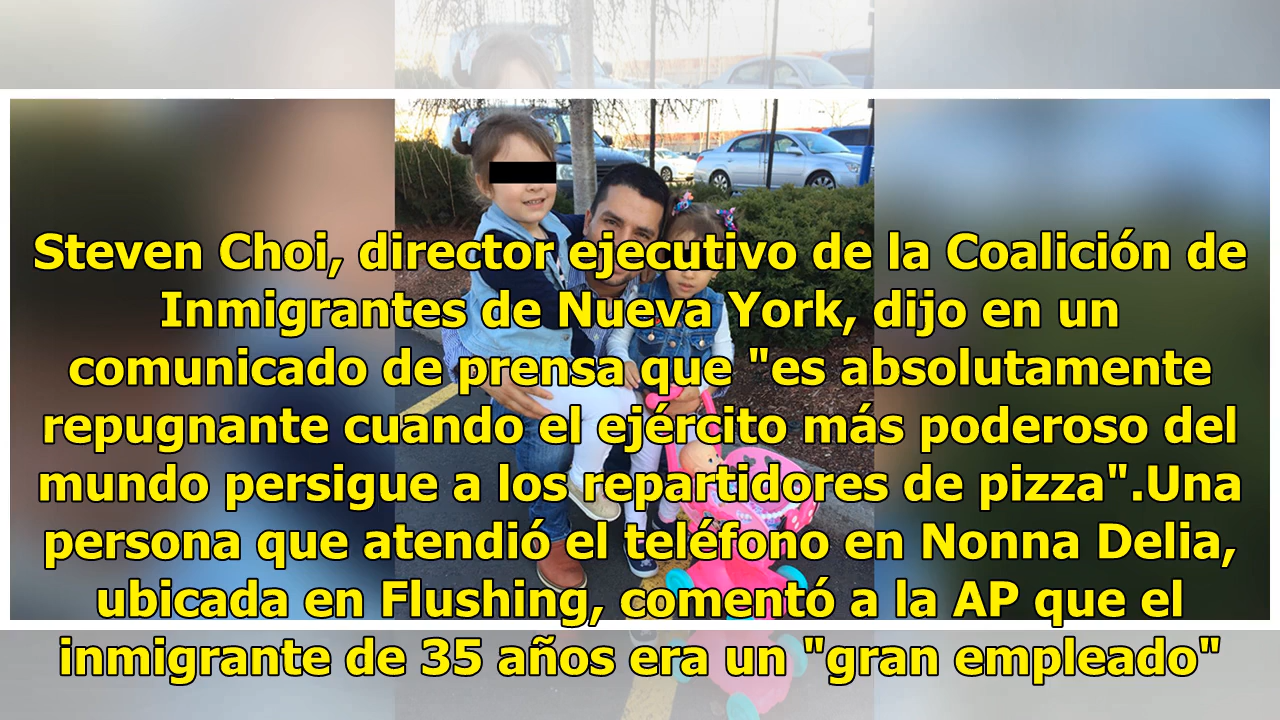 Steven Choi, director ejecutivo de la Coalición de
Inmigrantes de Nueva York, dijo en un
comunicado de prensa que "es absolutamente
repugnante cuando el ejército más poderoso del
mundo persigue a los repartidores de pizza".Una
persona que atendió el teléfono en Nonna Delia,
ubicada en Flushing, comentó a la AP que el
inmigrante de 35 años era un "gran empleado"